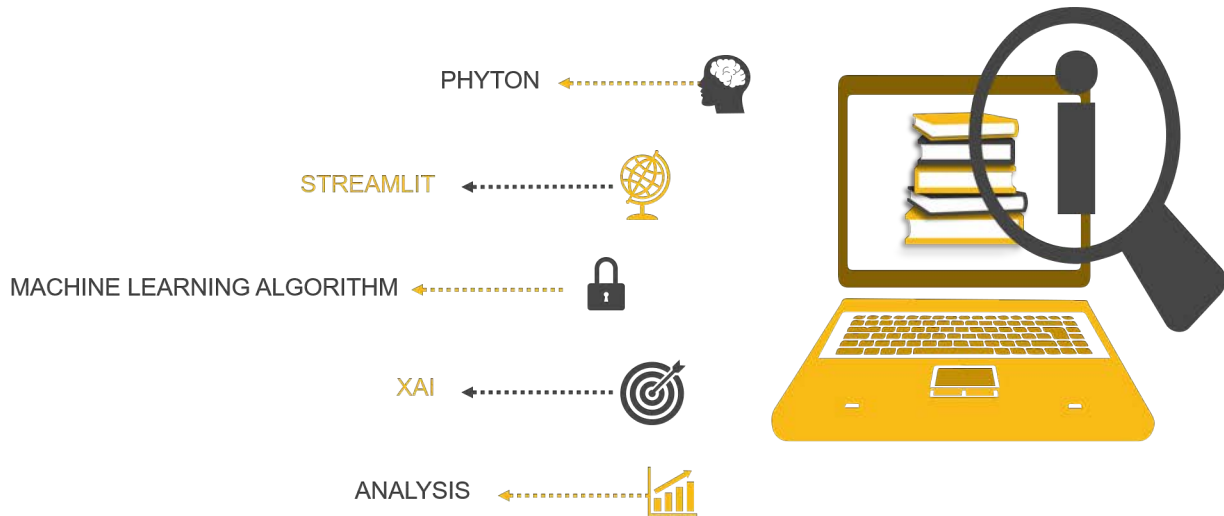 PHYTON
STREAMLIT
MACHINE LEARNING ALGORITHM
XAI
ANALYSIS